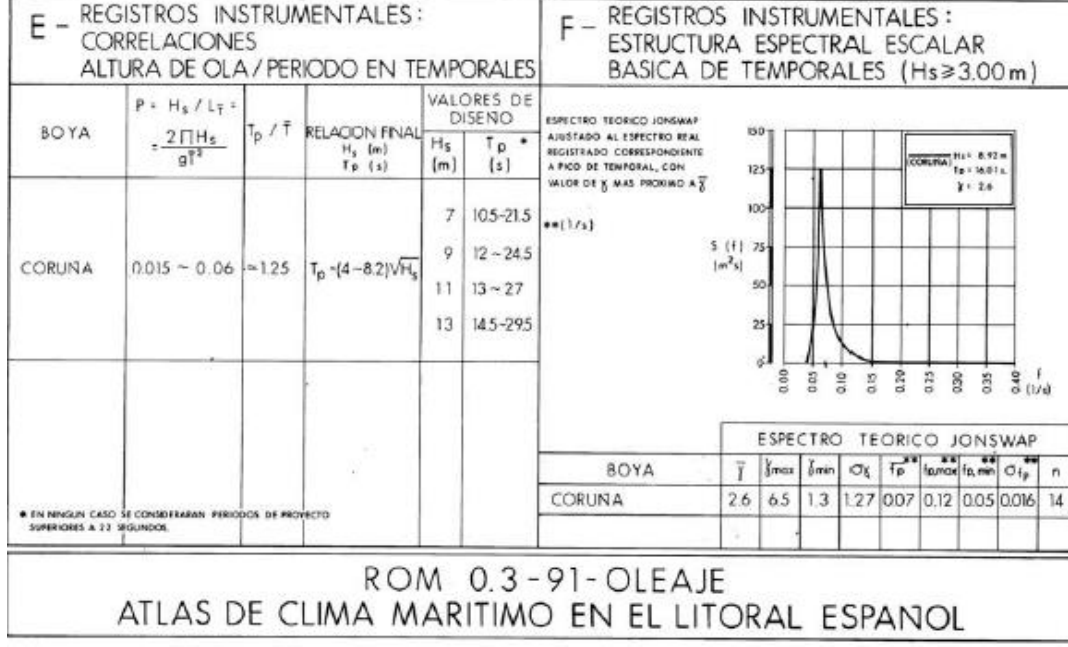 E - REGISTROS INSTRUMENTALES:
CORRELACIONES
ALTURA DE OLA / PERIODO EN TEMPORALES
BOYA
P = Hs / LT̄ =
= 2ΠHs / gT̄²
Tp / T̄
RELACION FINAL
Hs (m)
Tp (s)
VALORES DE
DISENO
Hs
(m)
Tp *
(s)
CORUÑA
0.015 ~ 0.06
≃1.25
Tp ~(4~8.2)√Hs
7 10.5~21.5
9 12 ~ 24.5
11 13 ~ 27
13 14.5~29.5
* EN NINGUN CASO SE CONSIDERARAN PERIODOS DE PROYECTO
SUPERIORES A 22 SEGUNDOS.
F - REGISTROS INSTRUMENTALES:
ESTRUCTURA ESPECTRAL ESCALAR
BASICA DE TEMPORALES (Hs≥3.00m)
ESPECTRO TEORICO JONSWAP
AJUSTADO AL ESPECTRO REAL
REGISTRADO CORRESPONDIENTE
A PICO DE TEMPORAL, CON
VALOR DE γ MAS PROXIMO A γ̄
**(1/s)
(CORUÑA)
Hs = 8.92 m
Tp = 16.01 s.
γ = 2.6
S (f)
(m²s)
150
125
100
75
50
25
0
0.00 0.05 0.10 0.15 0.20 0.25 0.30 0.35 0.40
f
(1/s)
ESPECTRO TEORICO JONSWAP
BOYA γ̄ γmax γmin σγ f̄p** fp,max** fp,min** σfp** n
CORUÑA 2.6 6.5 1.3 1.27 0.07 0.12 0.05 0.016 14
ROM 0.3-91-OLEAJE
ATLAS DE CLIMA MARITIMO EN EL LITORAL ESPAÑOL